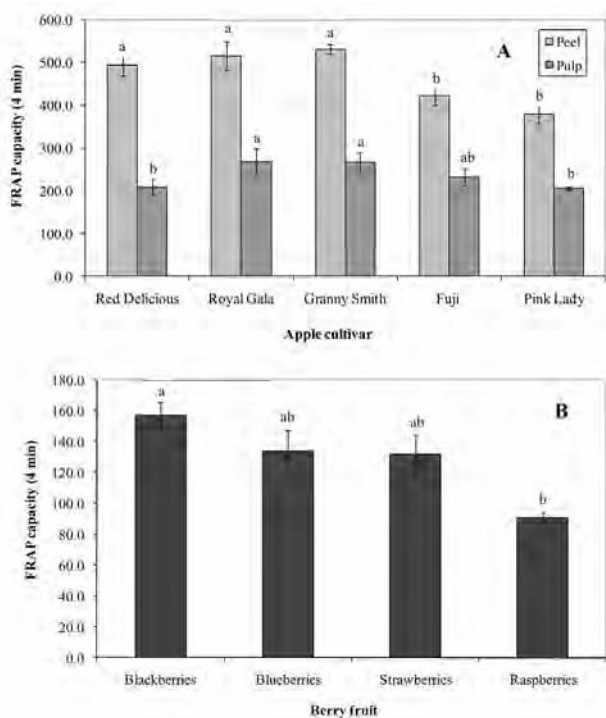 600.0
500.0
400.0
300.0
200.0
100.0
0.0
FRAP capacity (4 min)
A
Peel
Pulp
a
b
a
a
a
a
b
ab
b
b
Red Delicious
Royal Gala
Granny Smith
Fuji
Pink Lady
Apple cultivar
180.0
160.0
140.0
120.0
100.0
80.0
60.0
40.0
20.0
0.0
FRAP capacity (4 min)
B
a
ab
ab
b
Blackberries
Blueberries
Strawberries
Raspberries
Berry fruit